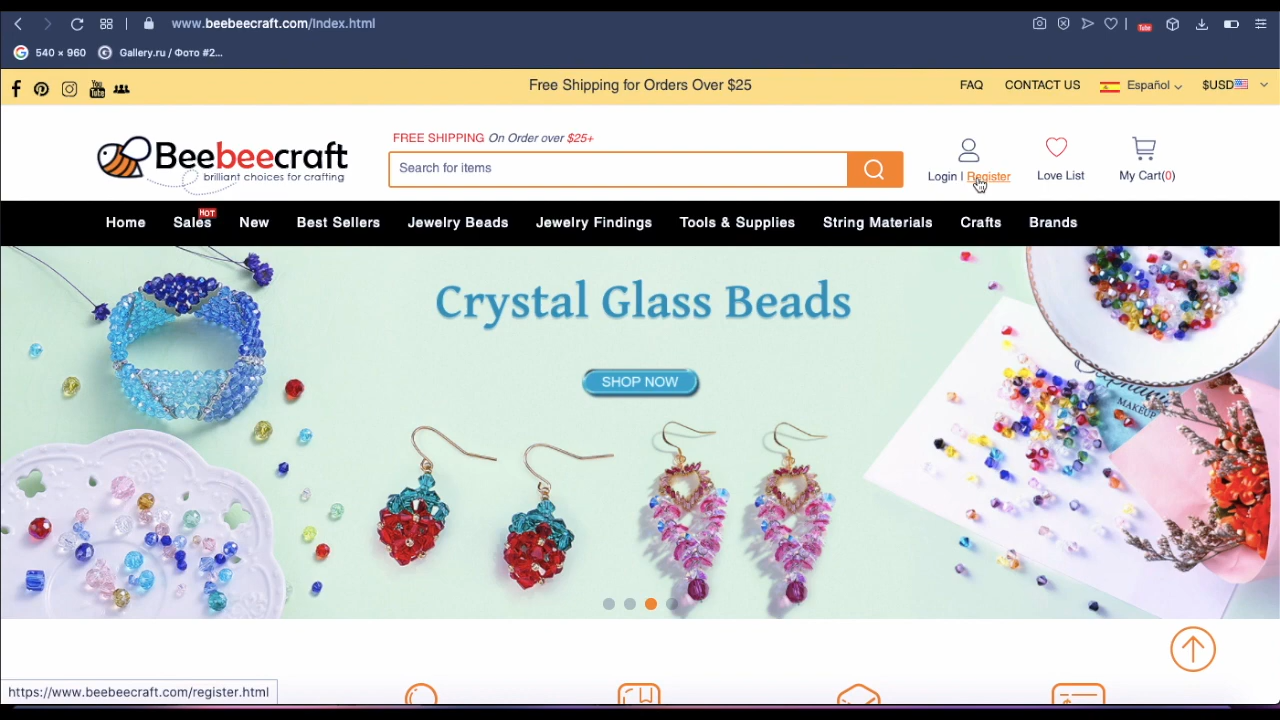 www.beebeecraft.com/Index.html
540 × 960 Gallery.ru / Фото #2...
Free Shipping for Orders Over $25 FAQ CONTACT US Español $USD
FREE SHIPPING On Order over $25+
Beebeecraft
brilliant choices for crafting
Search for items
Login | Register Love List My Cart(0)
HOT
Home Sales New Best Sellers Jewelry Beads Jewelry Findings Tools & Supplies String Materials Crafts Brands
Crystal Glass Beads
SHOP NOW
MAKEUP
https://www.beebeecraft.com/register.html